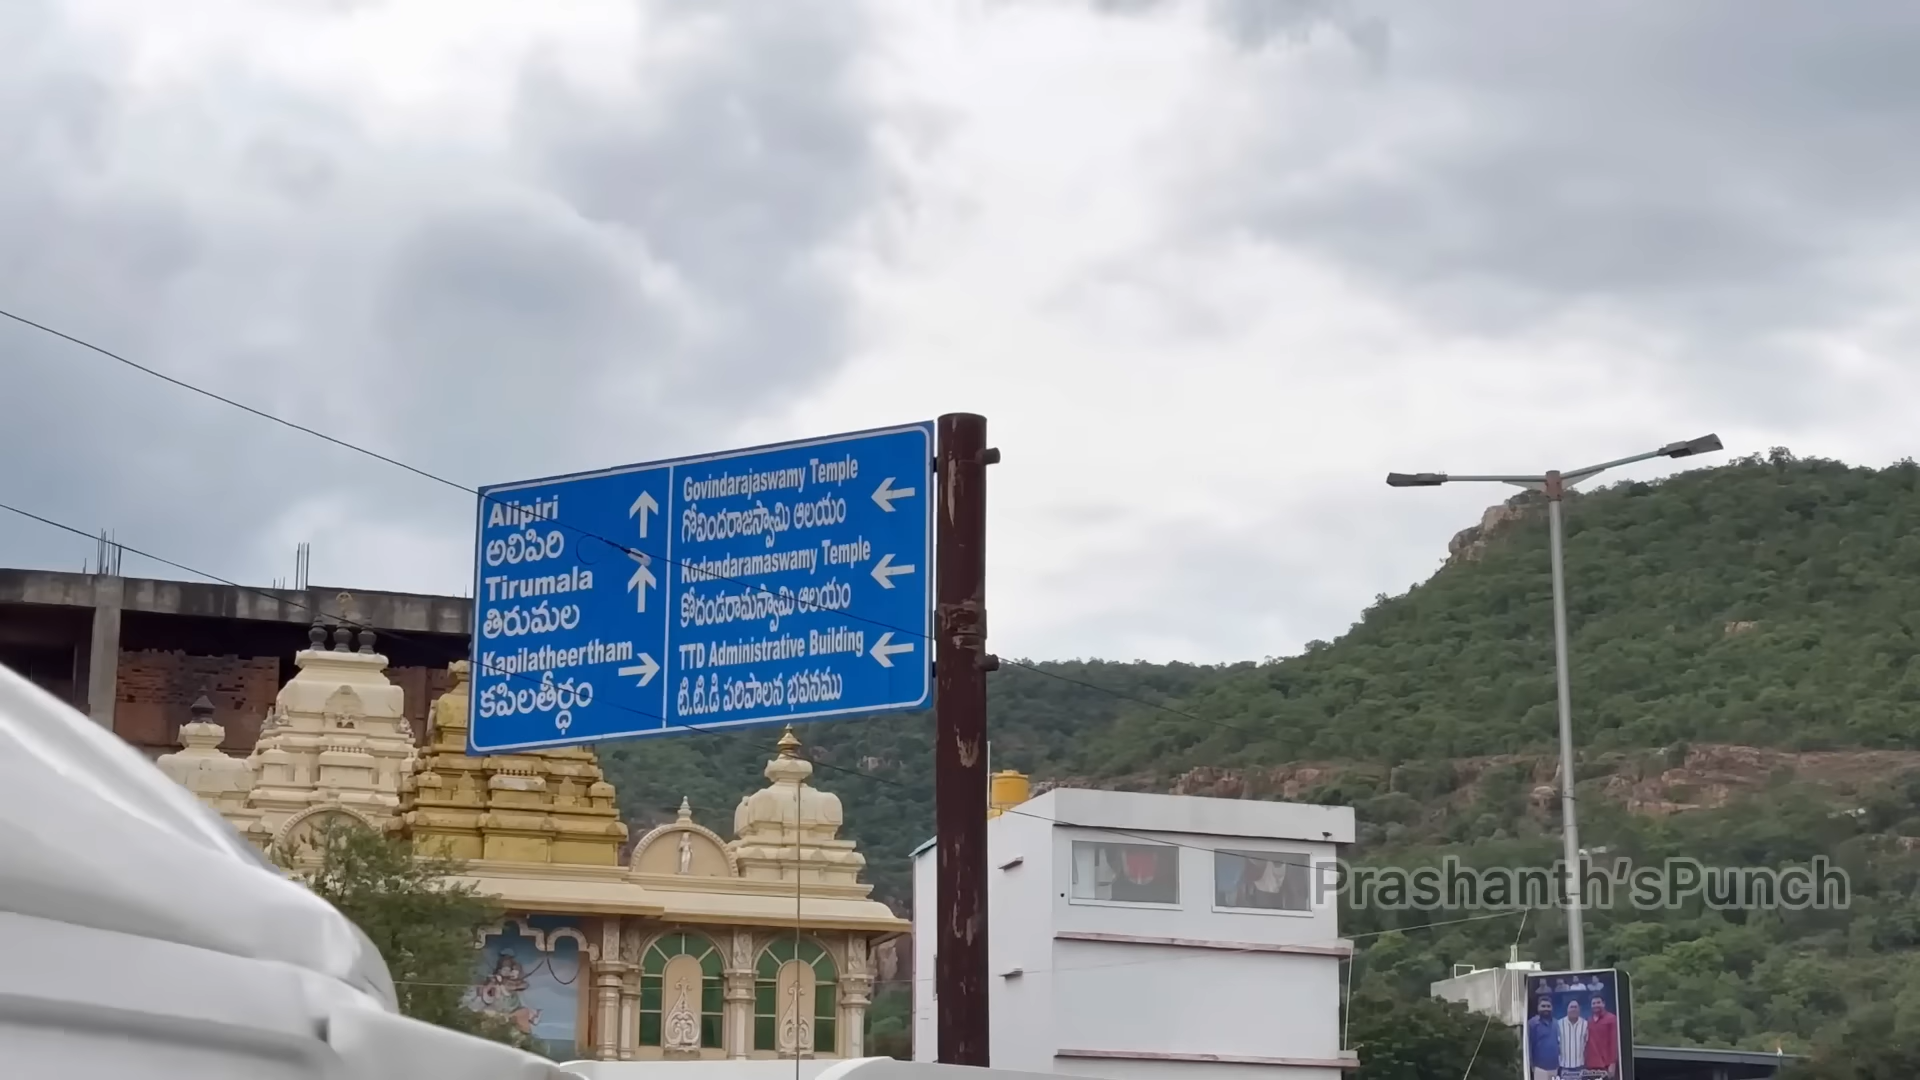 Alipiri
అలిపిరి
Tirumala
తిరుమల
Kapilatheertham
కపిలతీర్థం
Govindarajaswamy Temple
గోవిందరాజస్వామి ఆలయం
Kodandaramaswamy Temple
కోదండరామస్వామి ఆలయం
TTD Administrative Building
టి.టి.డి పరిపాలన భవనము
Prashanth'sPunch